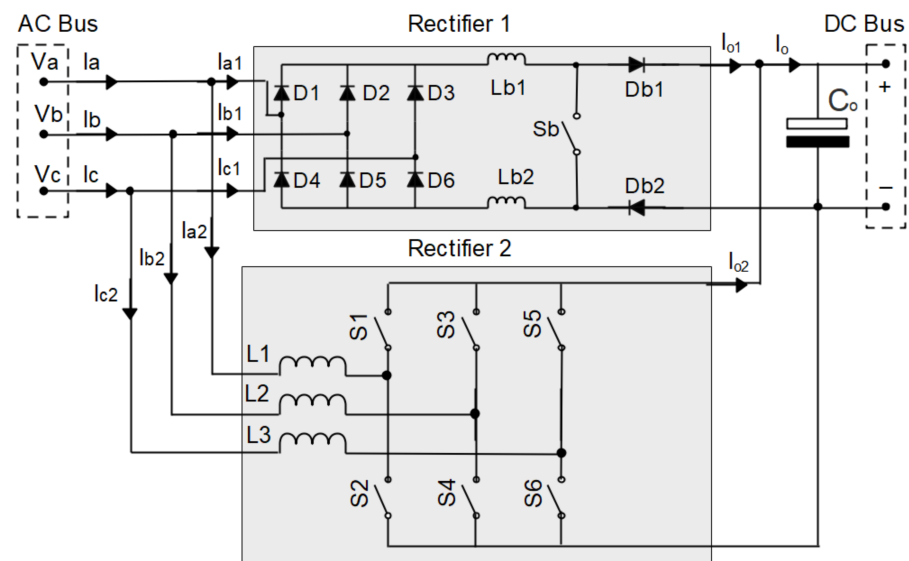 AC Bus
Rectifier 1
DC Bus
Va Ia Ia1
Lb1
Db1
Io1 Io
+
D1 D2 D3
Co
Vb Ib Ib1
Sb
Vc Ic Ic1
D4 D5 D6
Lb2
Db2
−
Ia2
Rectifier 2
Ib2
Io2
Ic2
S1 S3 S5
L1
L2
L3
S2 S4 S6